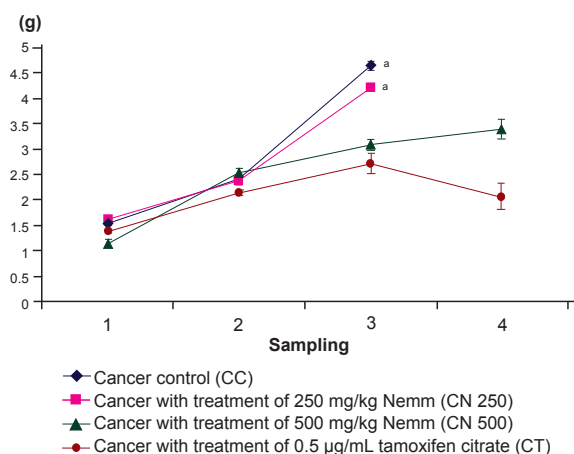 (g)
5
4.5
4
3.5
3
2.5
2
1.5
1
0.5
0
a
a
1 2 3 4
Sampling
Cancer control (CC)
Cancer with treatment of 250 mg/kg Nemm (CN 250)
Cancer with treatment of 500 mg/kg Nemm (CN 500)
Cancer with treatment of 0.5 µg/mL tamoxifen citrate (CT)